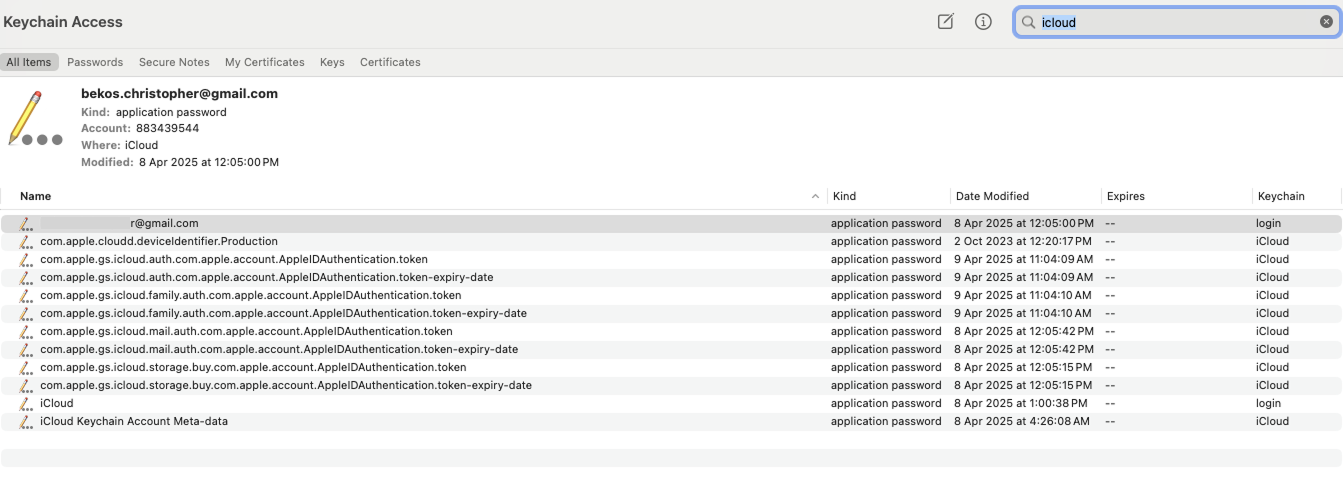 Keychain Access
icloud
All Items Passwords Secure Notes My Certificates Keys Certificates
bekos.christopher@gmail.com
Kind: application password
Account: 883439544
Where: iCloud
Modified: 8 Apr 2025 at 12:05:00 PM
Name Kind Date Modified Expires Keychain
r@gmail.com application password 8 Apr 2025 at 12:05:00 PM -- login
com.apple.cloudd.deviceIdentifier.Production application password 2 Oct 2023 at 12:20:17 PM -- iCloud
com.apple.gs.icloud.auth.com.apple.account.AppleIDAuthentication.token application password 9 Apr 2025 at 11:04:09 AM -- iCloud
com.apple.gs.icloud.auth.com.apple.account.AppleIDAuthentication.token-expiry-date application password 9 Apr 2025 at 11:04:09 AM -- iCloud
com.apple.gs.icloud.family.auth.com.apple.account.AppleIDAuthentication.token application password 9 Apr 2025 at 11:04:10 AM -- iCloud
com.apple.gs.icloud.family.auth.com.apple.account.AppleIDAuthentication.token-expiry-date application password 9 Apr 2025 at 11:04:10 AM -- iCloud
com.apple.gs.icloud.mail.auth.com.apple.account.AppleIDAuthentication.token application password 8 Apr 2025 at 12:05:42 PM -- iCloud
com.apple.gs.icloud.mail.auth.com.apple.account.AppleIDAuthentication.token-expiry-date application password 8 Apr 2025 at 12:05:42 PM -- iCloud
com.apple.gs.icloud.storage.buy.com.apple.account.AppleIDAuthentication.token application password 8 Apr 2025 at 12:05:15 PM -- iCloud
com.apple.gs.icloud.storage.buy.com.apple.account.AppleIDAuthentication.token-expiry-date application password 8 Apr 2025 at 12:05:15 PM -- iCloud
iCloud application password 8 Apr 2025 at 1:00:38 PM -- login
iCloud Keychain Account Meta-data application password 8 Apr 2025 at 4:26:08 AM -- iCloud